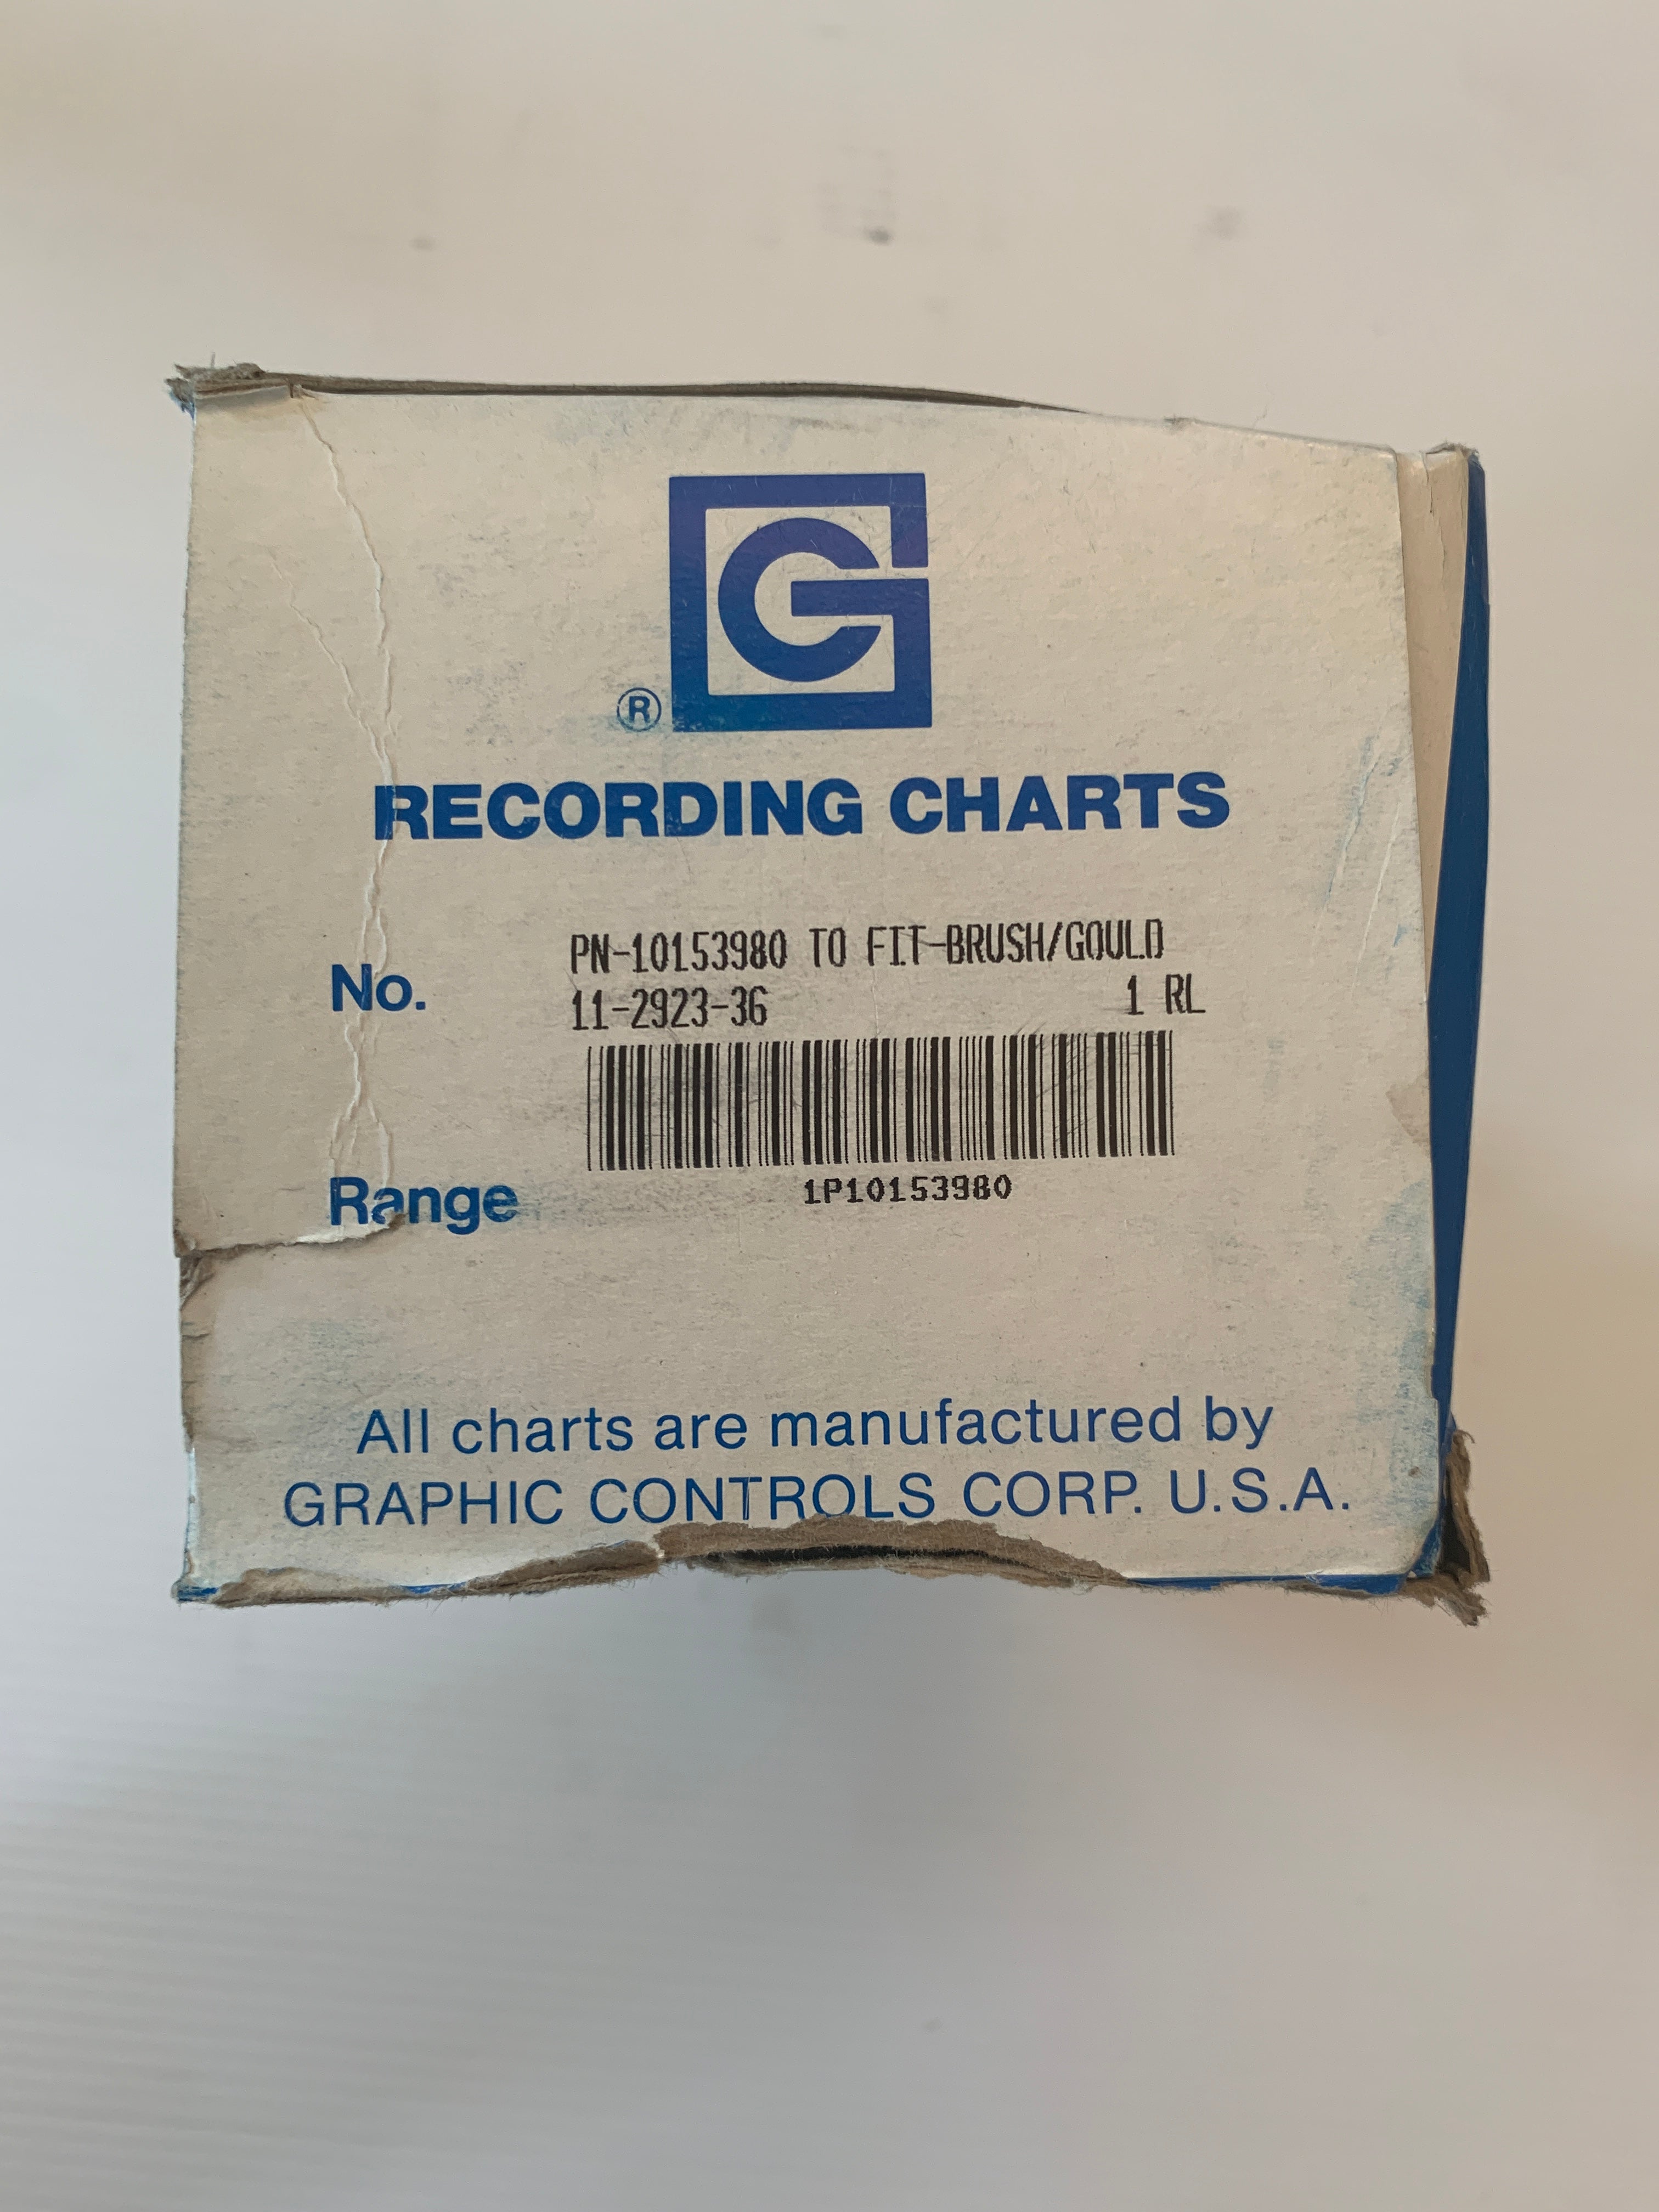 G
®
RECORDING CHARTS
No.
PN-10153980 TO FIT-BRUSH/GOULD
11-2923-36 1 RL
1P10153980
Range
All charts are manufactured by
GRAPHIC CONTROLS CORP. U.S.A.